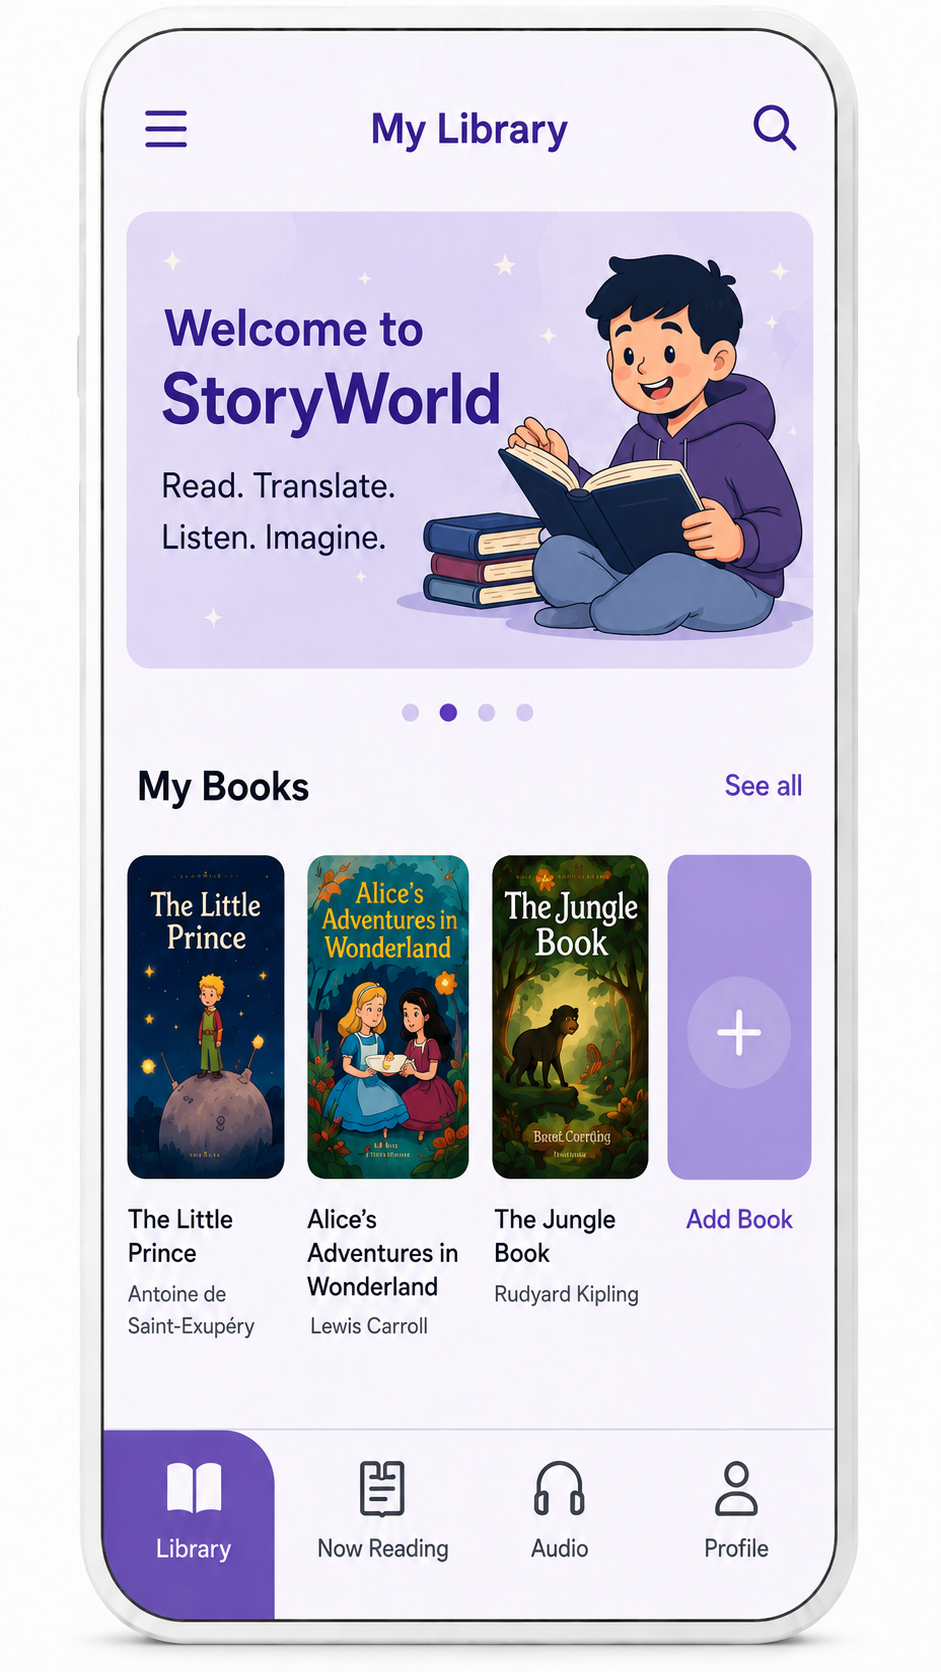 My Library
Welcome to
StoryWorld
Read. Translate.
Listen. Imagine.
My Books
See all
The Little
Prince
Alice's
Adventures in
Wonderland
The Jungle
Book
The Little
Prince
Antoine de
Saint-Exupéry
Alice's
Adventures in
Wonderland
Lewis Carroll
The Jungle
Book
Rudyard Kipling
Add Book
Library
Now Reading
Audio
Profile